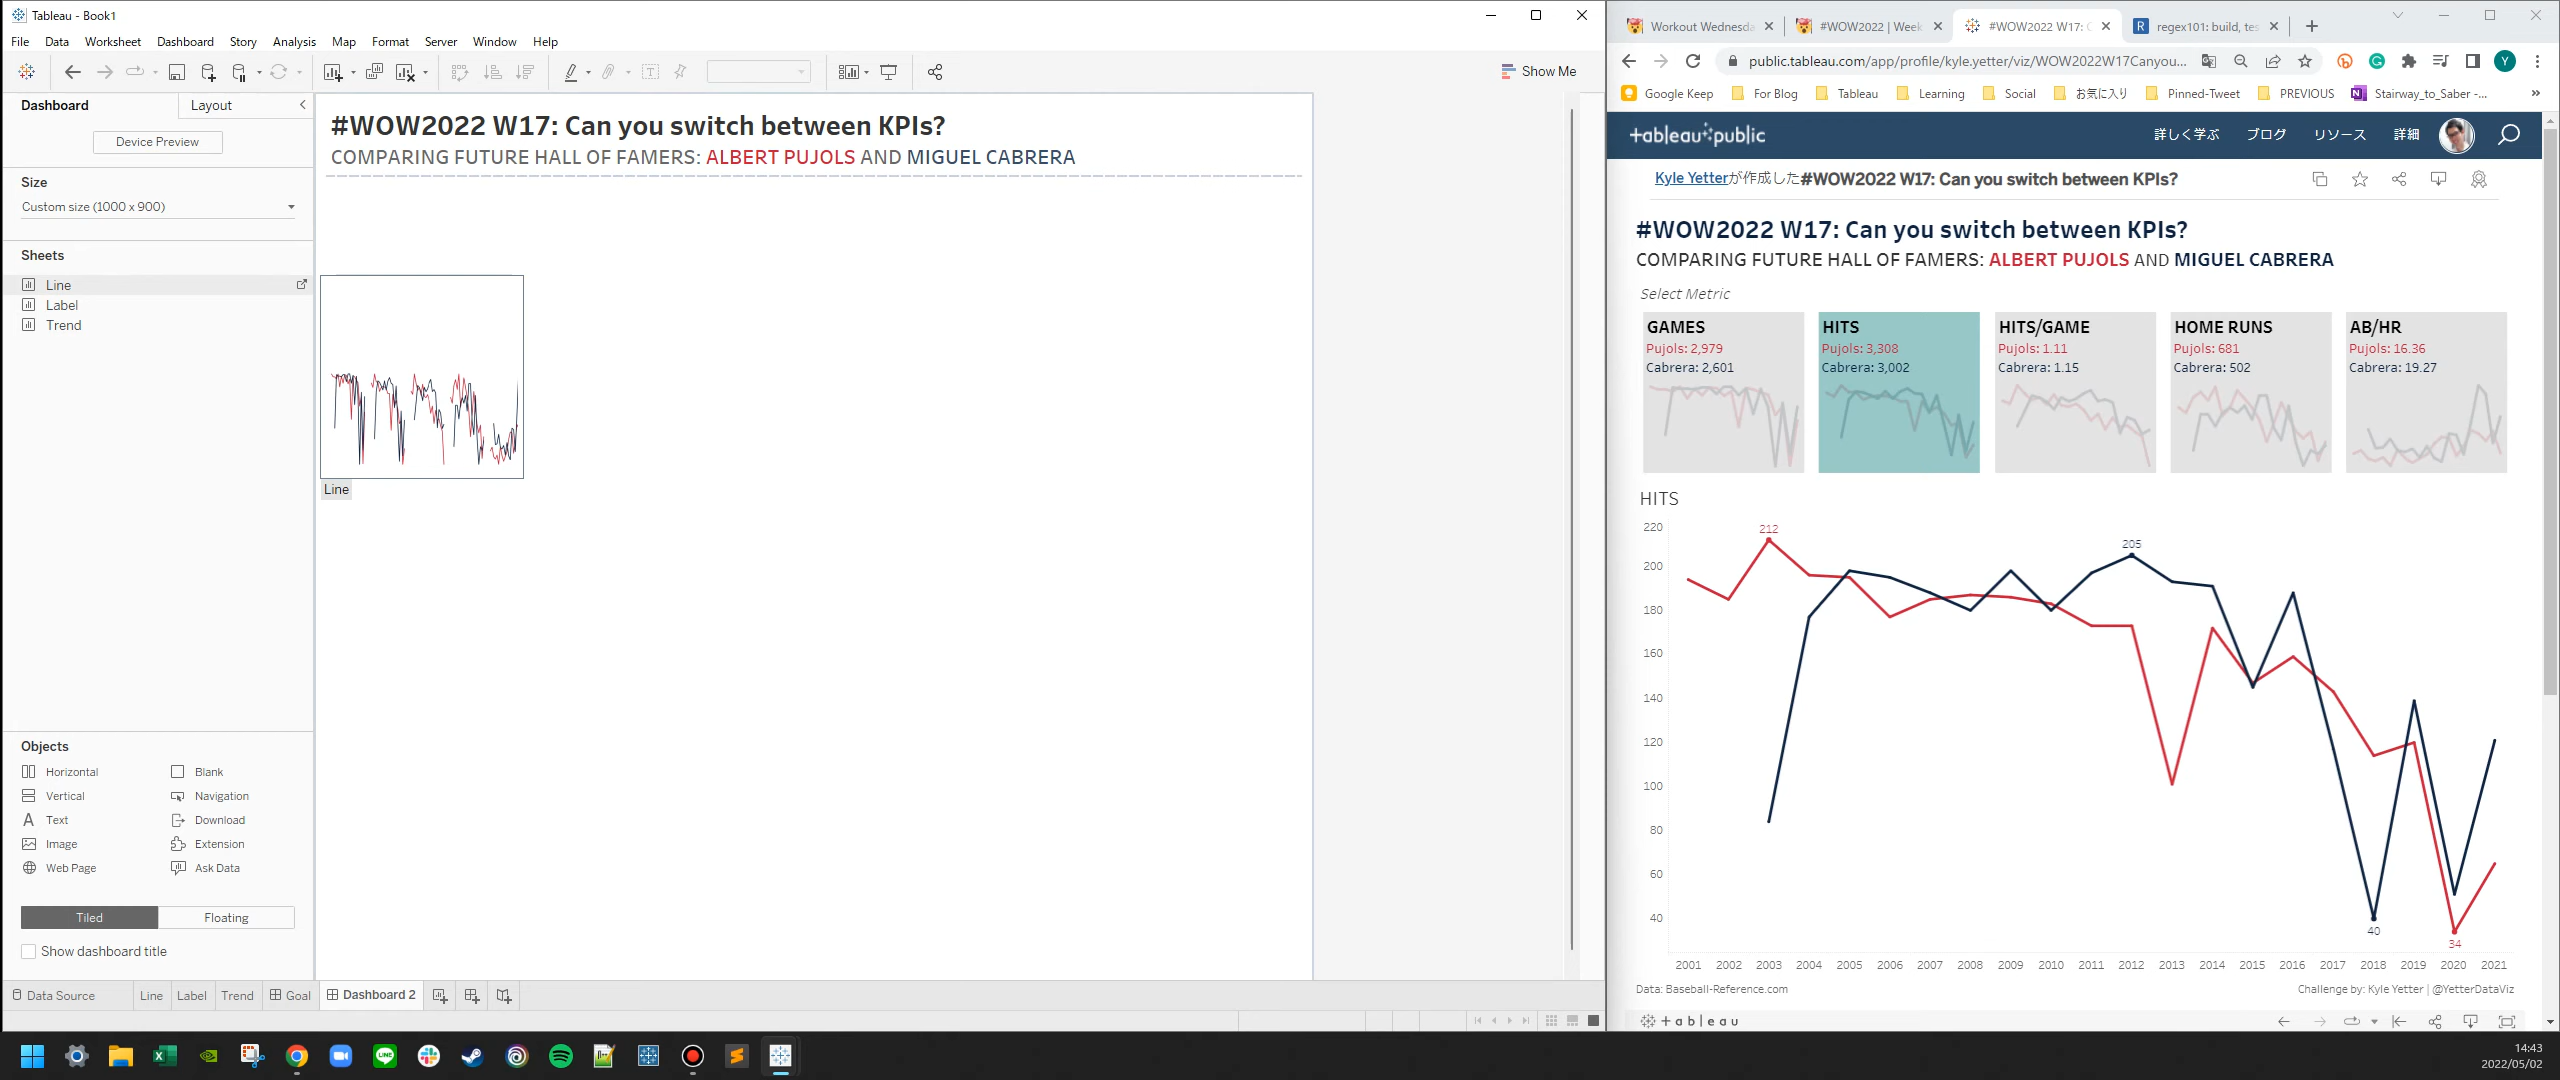 Tableau - Book1
File Data Worksheet Dashboard Story Analysis Map Format Server Window Help
Show Me
Dashboard Layout
Device Preview
Size
Custom size (1000 x 900)
Sheets
Line
Label
Trend
Objects
Horizontal Blank
Vertical Navigation
Text Download
Image Extension
Web Page Ask Data
Tiled Floating
Show dashboard title
#WOW2022 W17: Can you switch between KPIs?
COMPARING FUTURE HALL OF FAMERS: ALBERT PUJOLS AND MIGUEL CABRERA
Line
Data Source Line Label Trend Goal Dashboard 2
Workout Wednesda #WOW2022 | Week #WOW2022 W17: C regex101: build, tes
public.tableau.com/app/profile/kyle.yetter/viz/WOW2022W17Canyou...
Y
Google Keep For Blog Tableau Learning Social お気に入り Pinned-Tweet PREVIOUS Stairway_to_Saber -...
+ableau public 詳しく学ぶ ブログ リソース 詳細
Kyle Yetterが作成した#WOW2022 W17: Can you switch between KPIs?
#WOW2022 W17: Can you switch between KPIs?
COMPARING FUTURE HALL OF FAMERS: ALBERT PUJOLS AND MIGUEL CABRERA
Select Metric
GAMES HITS HITS/GAME HOME RUNS AB/HR
Pujols: 2,979 Pujols: 3,308 Pujols: 1.11 Pujols: 681 Pujols: 16.36
Cabrera: 2,601 Cabrera: 3,002 Cabrera: 1.15 Cabrera: 502 Cabrera: 19.27
HITS
220
212
205
200
180
160
140
120
100
80
60
40
40
34
2001 2002 2003 2004 2005 2006 2007 2008 2009 2010 2011 2012 2013 2014 2015 2016 2017 2018 2019 2020 2021
Data: Baseball-Reference.com Challenge by: Kyle Yetter | @YetterDataViz
+ableau
14:43
2022/05/02